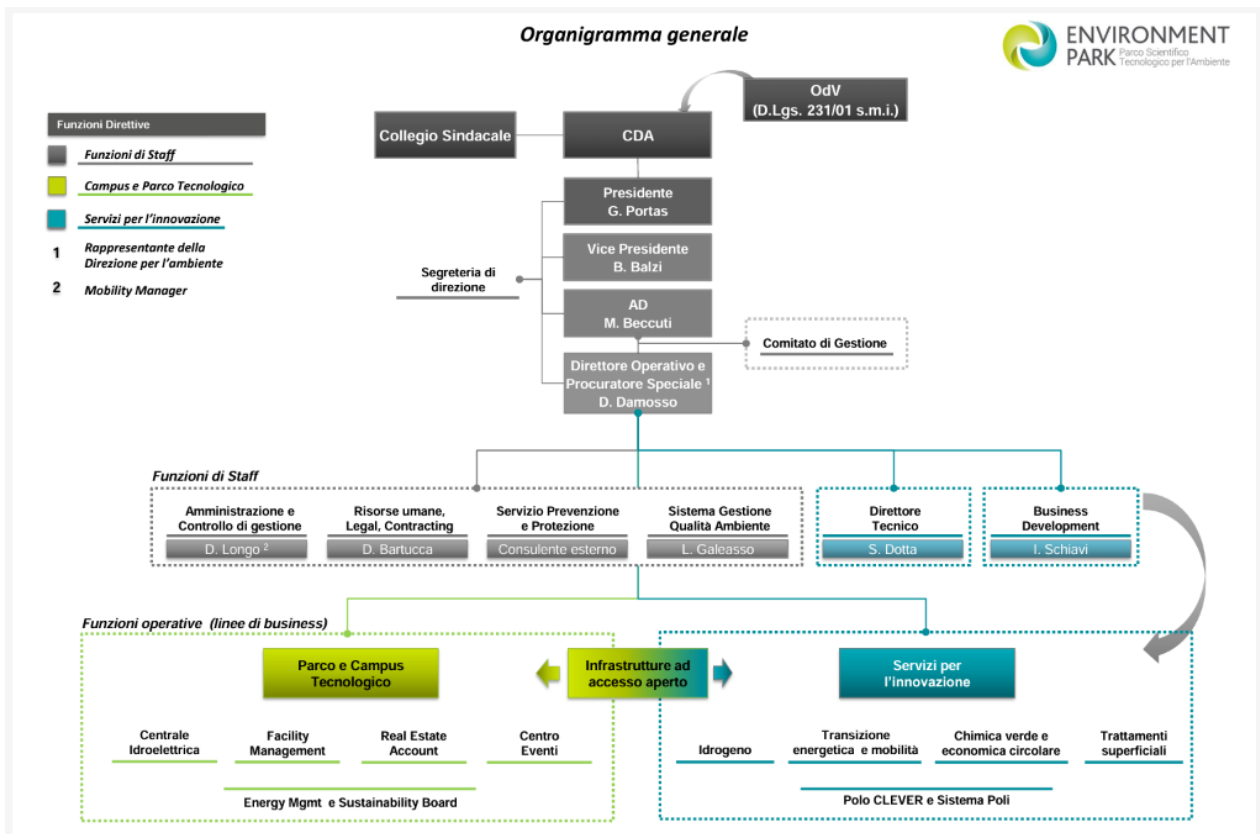 Organigramma generale
ENVIRONMENT
PARK
Parco Scientifico
Tecnologico per l'Ambiente
OdV
(D.Lgs. 231/01 s.m.i.)
Funzioni Direttive
Funzioni di Staff
Campus e Parco Tecnologico
Servizi per l'innovazione
1 Rappresentante della
Direzione per l'ambiente
2 Mobility Manager
Collegio Sindacale
CDA
Presidente
G. Portas
Vice Presidente
B. Balzi
Segreteria di
direzione
AD
M. Beccuti
Comitato di Gestione
Direttore Operativo e
Procuratore Speciale ¹
D. Damosso
Funzioni di Staff
Amministrazione e
Controllo di gestione
D. Longo ²
Risorse umane,
Legal, Contracting
D. Bartucca
Servizio Prevenzione
e Protezione
Consulente esterno
Sistema Gestione
Qualità Ambiente
L. Galeasso
Direttore
Tecnico
S. Dotta
Business
Development
I. Schiavi
Funzioni operative (linee di business)
Parco e Campus
Tecnologico
Infrastrutture ad
accesso aperto
Servizi per
l'innovazione
Centrale
Idroelettrica
Facility
Management
Real Estate
Account
Centro
Eventi
Energy Mgmt e Sustainability Board
Idrogeno
Transizione
energetica e mobilità
Chimica verde e
economica circolare
Trattamenti
superficiali
Polo CLEVER e Sistema Poli